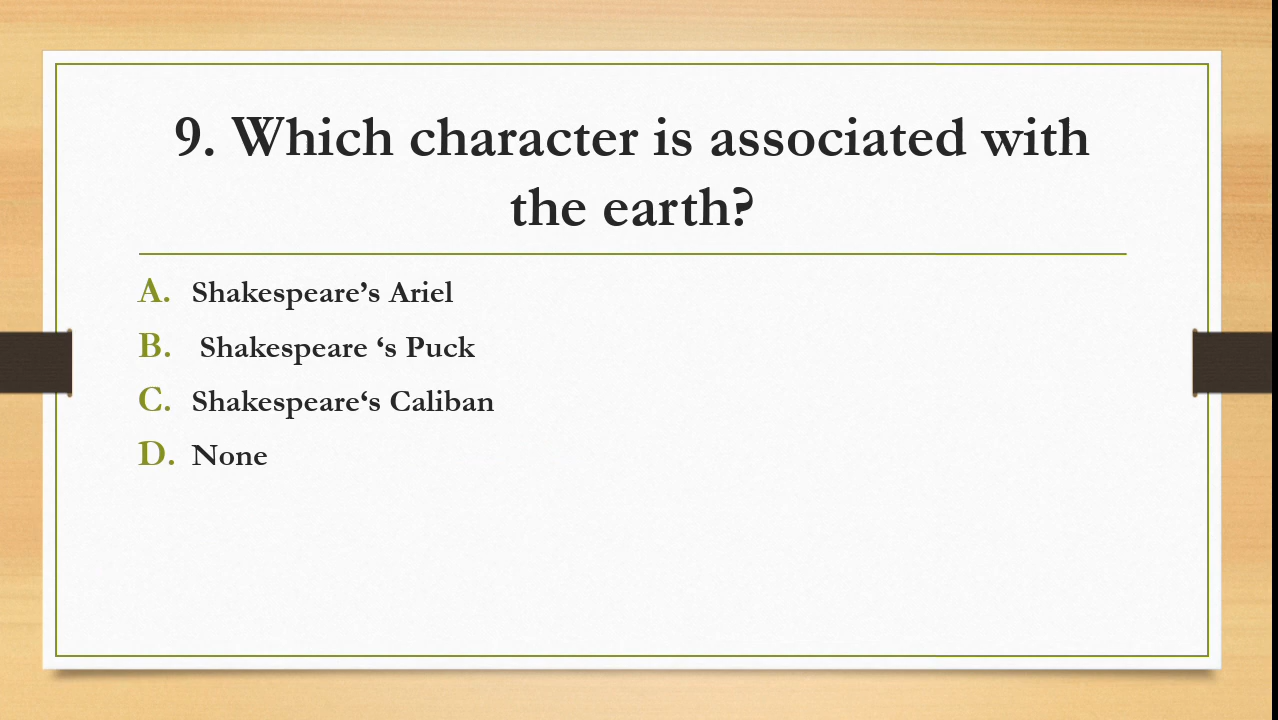 9. Which character is associated with
the earth?
A. Shakespeare’s Ariel
B. Shakespeare ‘s Puck
C. Shakespeare‘s Caliban
D. None